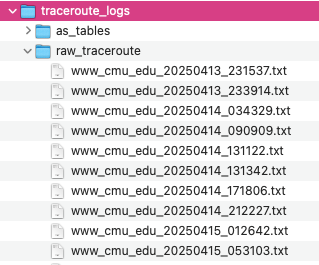 traceroute_logs
as_tables
raw_traceroute
www_cmu_edu_20250413_231537.txt
www_cmu_edu_20250413_233914.txt
www_cmu_edu_20250414_034329.txt
www_cmu_edu_20250414_090909.txt
www_cmu_edu_20250414_131122.txt
www_cmu_edu_20250414_131342.txt
www_cmu_edu_20250414_171806.txt
www_cmu_edu_20250414_212227.txt
www_cmu_edu_20250415_012642.txt
www_cmu_edu_20250415_053103.txt